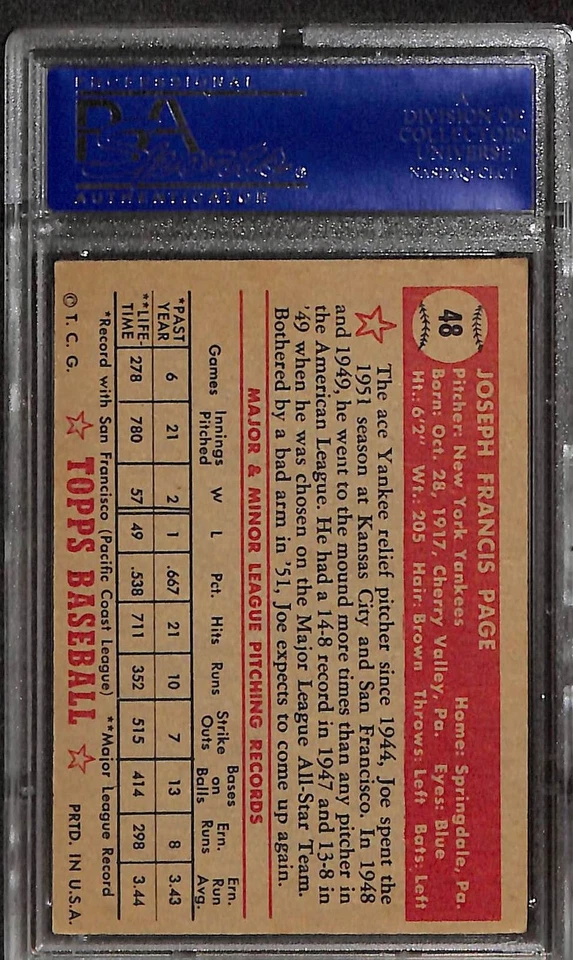 PROFESSIONAL
PSA
AUTHENTICATOR
A
DIVISION OF
COLLECTORS
UNIVERSE
NASDAQ: CLCT
48
JOSEPH FRANCIS PAGE
Pitcher: New York Yankees Home: Springdale, Pa.
Born: Oct. 28, 1917, Cherry Valley, Pa. Eyes: Blue
Ht.: 6'2" Wt.: 205 Hair: Brown Throws: Left Bats: Left
The ace Yankee relief pitcher since 1944, Joe spent the
1951 season at Kansas City and San Francisco. In 1948
and 1949, he went to the mound more times than any pitcher in
the American League. He had a 14-8 record in 1947 and 13-8 in
'49 when he was chosen on the Major League All-Star Team.
Bothered by a bad arm in '51, Joe expects to come up again.
MAJOR & MINOR LEAGUE PITCHING RECORDS
Games Innings Pitched W L Pct. Hits Runs Strike Outs Bases on Balls Ern. Runs Ern. Run Avg.
*PAST YEAR 6 21 2 1 .667 21 10 7 13 8 3.43
**LIFE-TIME 278 780 57 49 .538 711 352 515 414 298 3.44
*Record with San Francisco (Pacific Coast League) **Major League Record
© T. C. G. TOPPS BASEBALL PRTD. IN U.S.A.